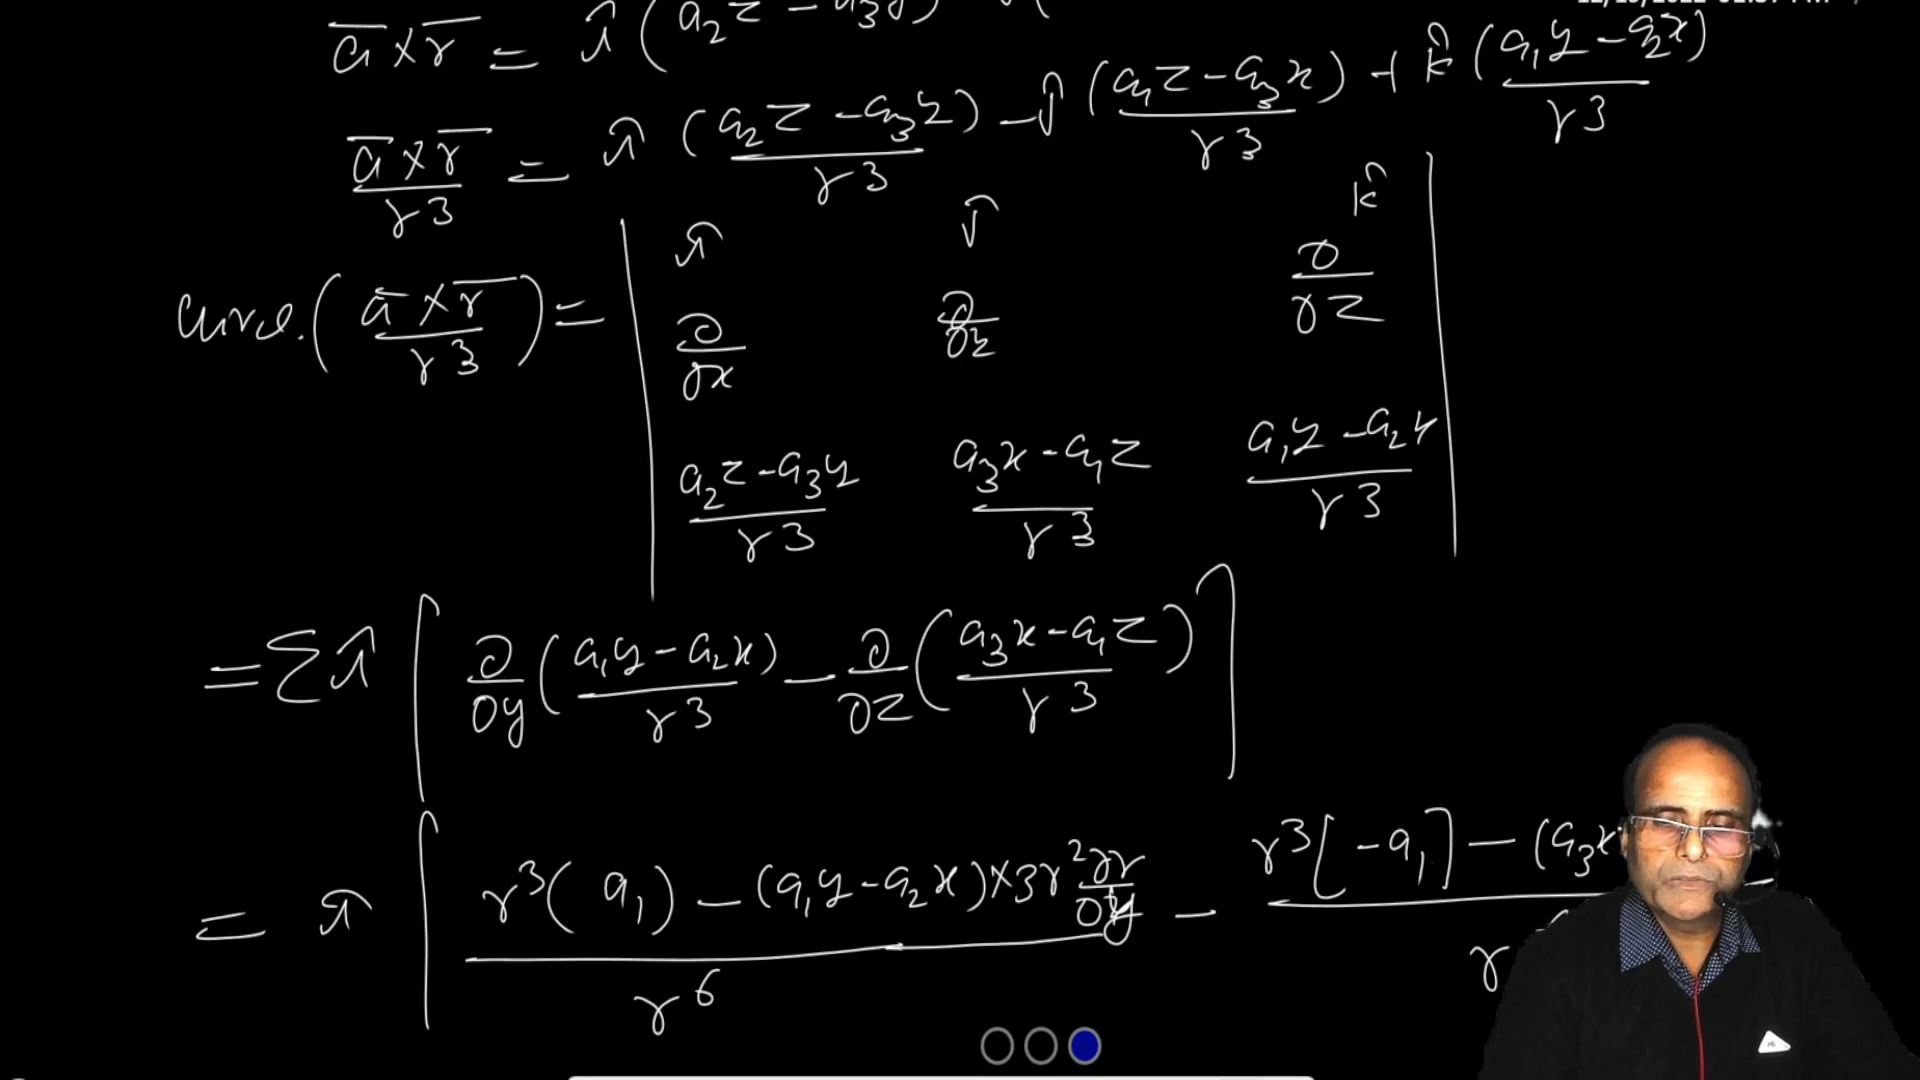 a̅ × r̅ = î (a₂z − a₃y)
(a̅ × r̅)/r³ = î (a₂z − a₃y)/r³ − ĵ (a₁z − a₃x)/r³ + k̂ (a₁y − a₂x)/r³
î ĵ k̂
curl. ( (a̅ × r̅)/r³ ) = | ∂/∂x ∂/∂y ∂/∂z |
(a₂z − a₃y)/r³ (a₃x − a₁z)/r³ (a₁y − a₂x)/r³
= Σ î [ ∂/∂y ( (a₁y − a₂x)/r³ ) − ∂/∂z ( (a₃x − a₁z)/r³ ) ]
= î [ ( r³( a₁) − (a₁y − a₂x) × 3r² ∂r/∂y )/r⁶ − r³[−a₁] − (a₃x